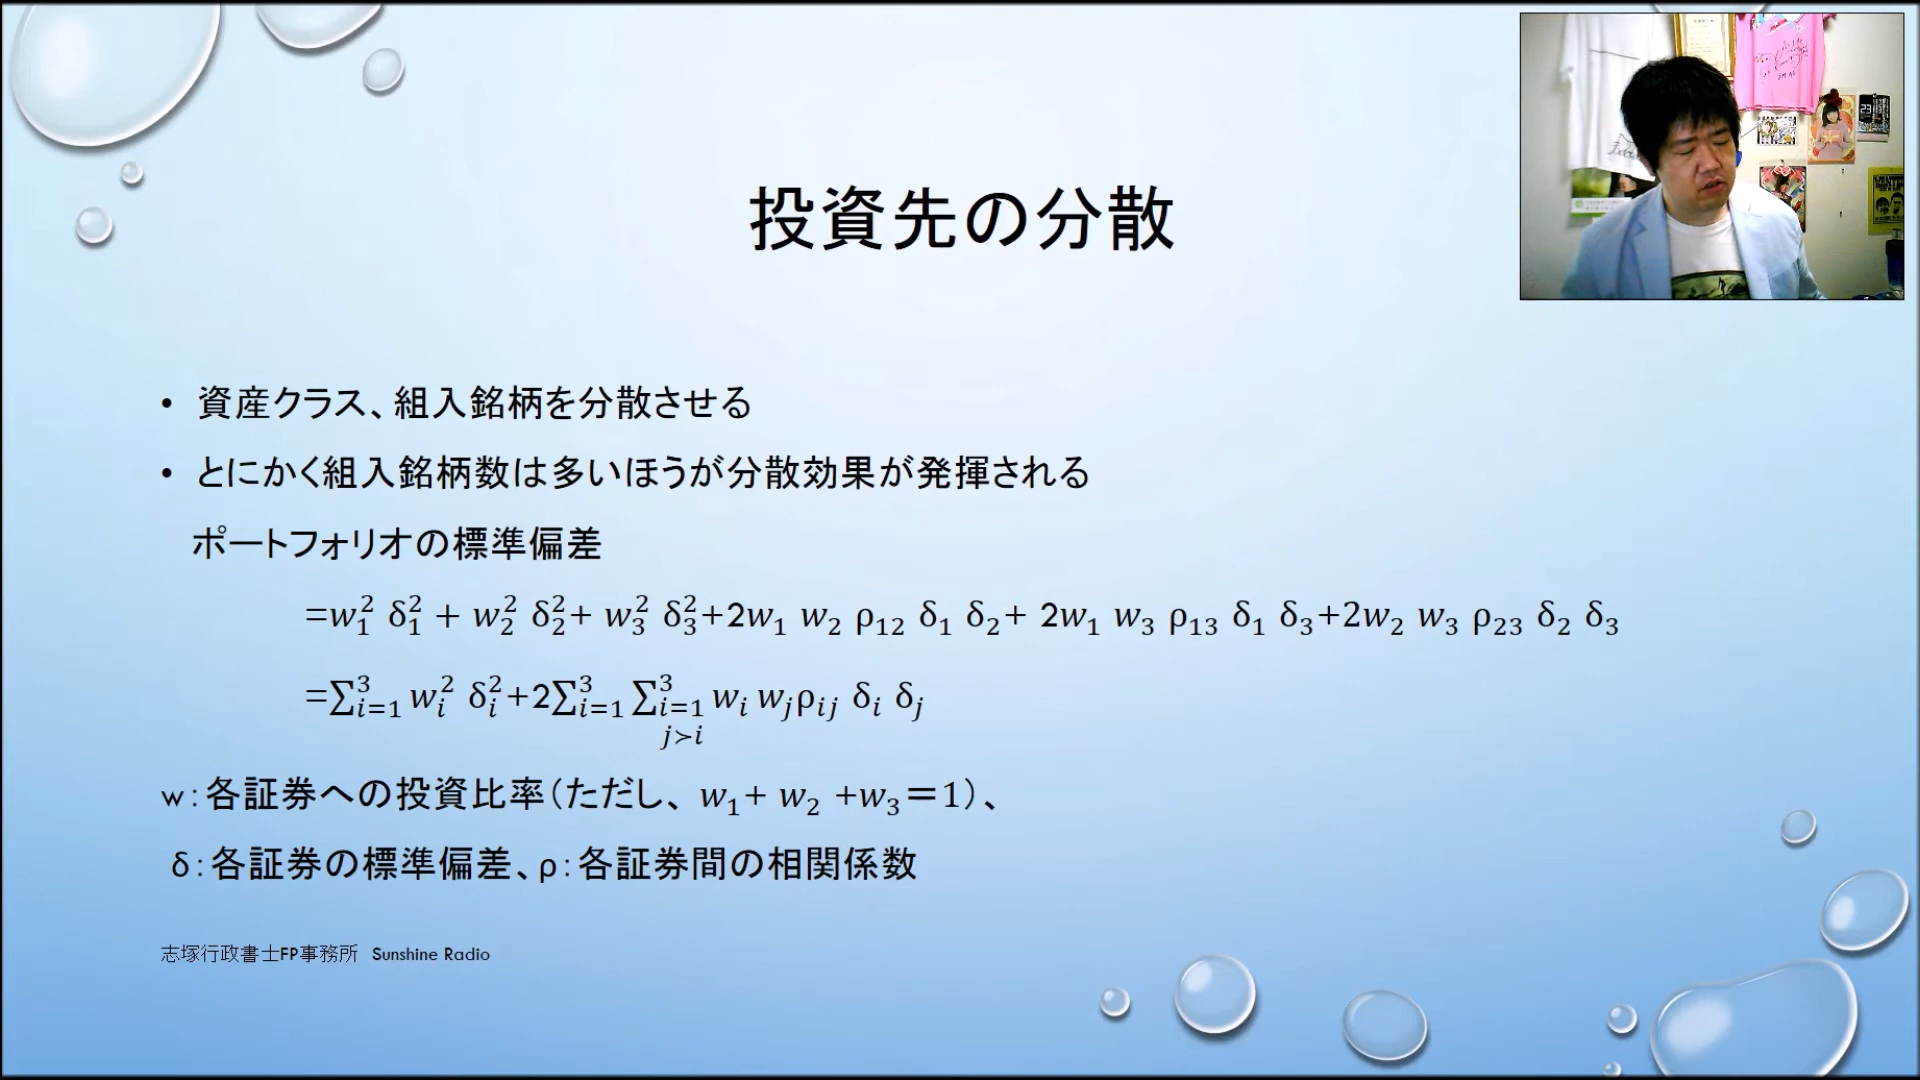 投資先の分散
• 資産クラス、組入銘柄を分散させる
• とにかく組入銘柄数は多いほうが分散効果が発揮される
ポートフォリオの標準偏差
=w₁² δ₁² + w₂² δ₂²+ w₃² δ₃²+2w₁ w₂ ρ₁₂ δ₁ δ₂+ 2w₁ w₃ ρ₁₃ δ₁ δ₃+2w₂ w₃ ρ₂₃ δ₂ δ₃
=∑³ᵢ₌₁ wᵢ² δᵢ²+2∑³ᵢ₌₁ ∑³ᵢ₌₁ wᵢ wⱼρᵢⱼ δᵢ δⱼ
j>i
w:各証券への投資比率(ただし、 w₁+ w₂ +w₃=1)、
δ:各証券の標準偏差、ρ:各証券間の相関係数
志塚行政書士FP事務所 Sunshine Radio
23